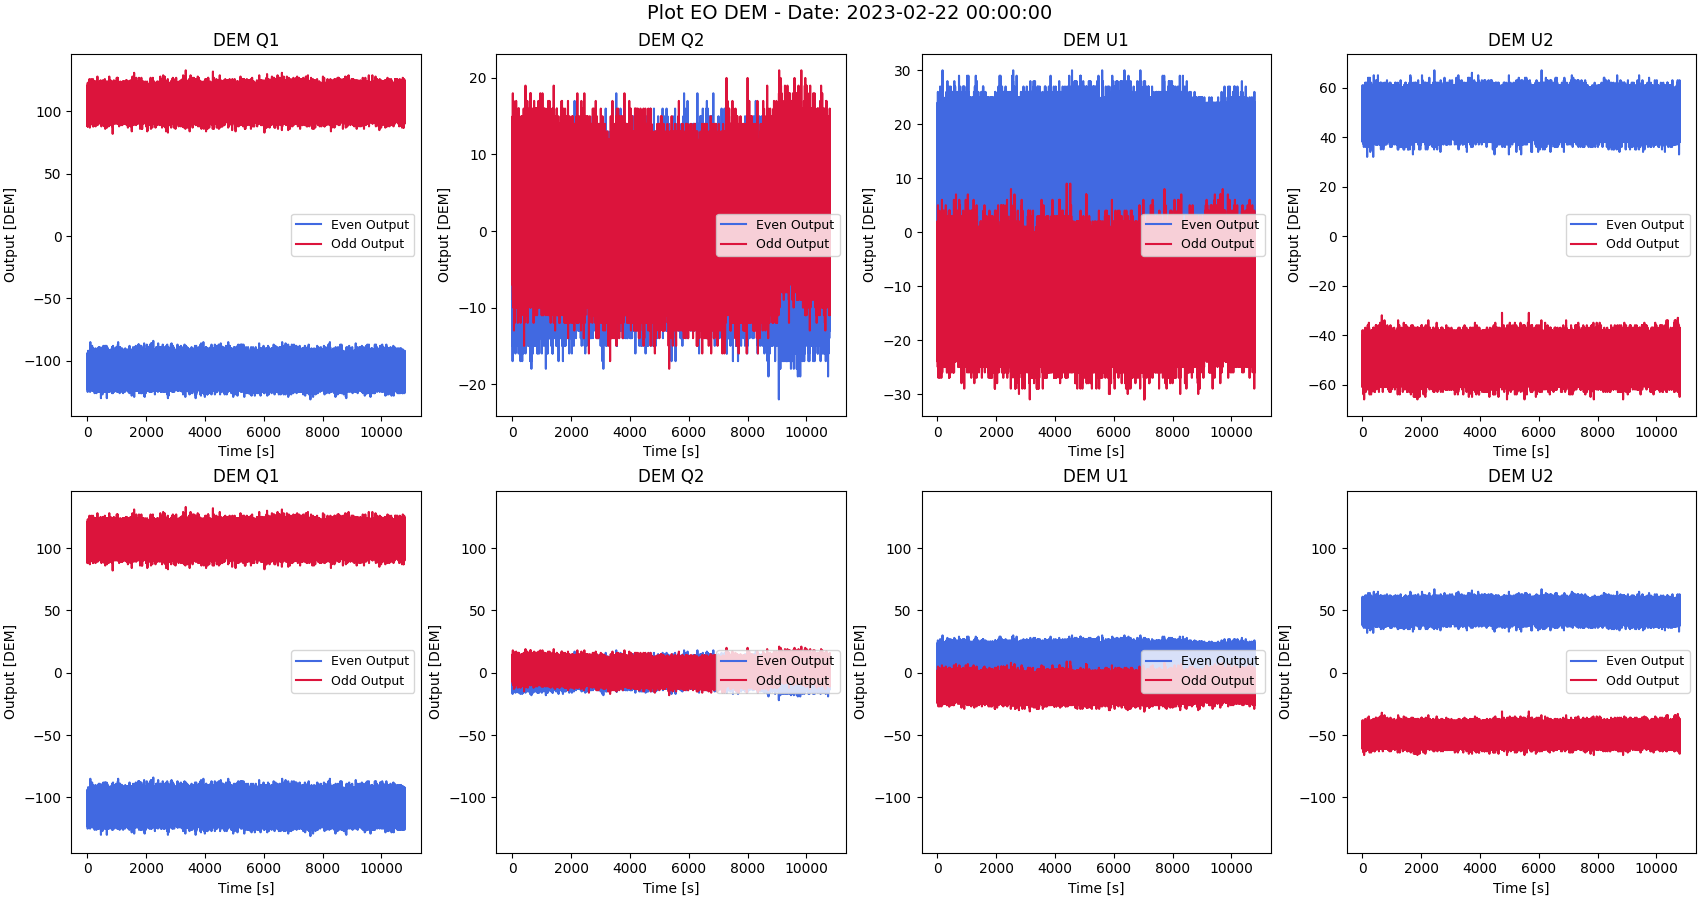 Plot EO DEM - Date: 2023-02-22 00:00:00
DEM Q1
Output [DEM]
100
50
0
−50
−100
Even Output
Odd Output
0 2000 4000 6000 8000 10000
Time [s]
DEM Q2
Output [DEM]
20
10
0
−10
−20
Even Output
Odd Output
0 2000 4000 6000 8000 10000
Time [s]
DEM U1
Output [DEM]
30
20
10
0
−10
−20
−30
Even Output
Odd Output
0 2000 4000 6000 8000 10000
Time [s]
DEM U2
Output [DEM]
60
40
20
0
−20
−40
−60
Even Output
Odd Output
0 2000 4000 6000 8000 10000
Time [s]
DEM Q1
Output [DEM]
100
50
0
−50
−100
Even Output
Odd Output
0 2000 4000 6000 8000 10000
Time [s]
DEM Q2
Output [DEM]
100
50
0
−50
−100
Even Output
Odd Output
0 2000 4000 6000 8000 10000
Time [s]
DEM U1
Output [DEM]
100
50
0
−50
−100
Even Output
Odd Output
0 2000 4000 6000 8000 10000
Time [s]
DEM U2
Output [DEM]
100
50
0
−50
−100
Even Output
Odd Output
0 2000 4000 6000 8000 10000
Time [s]